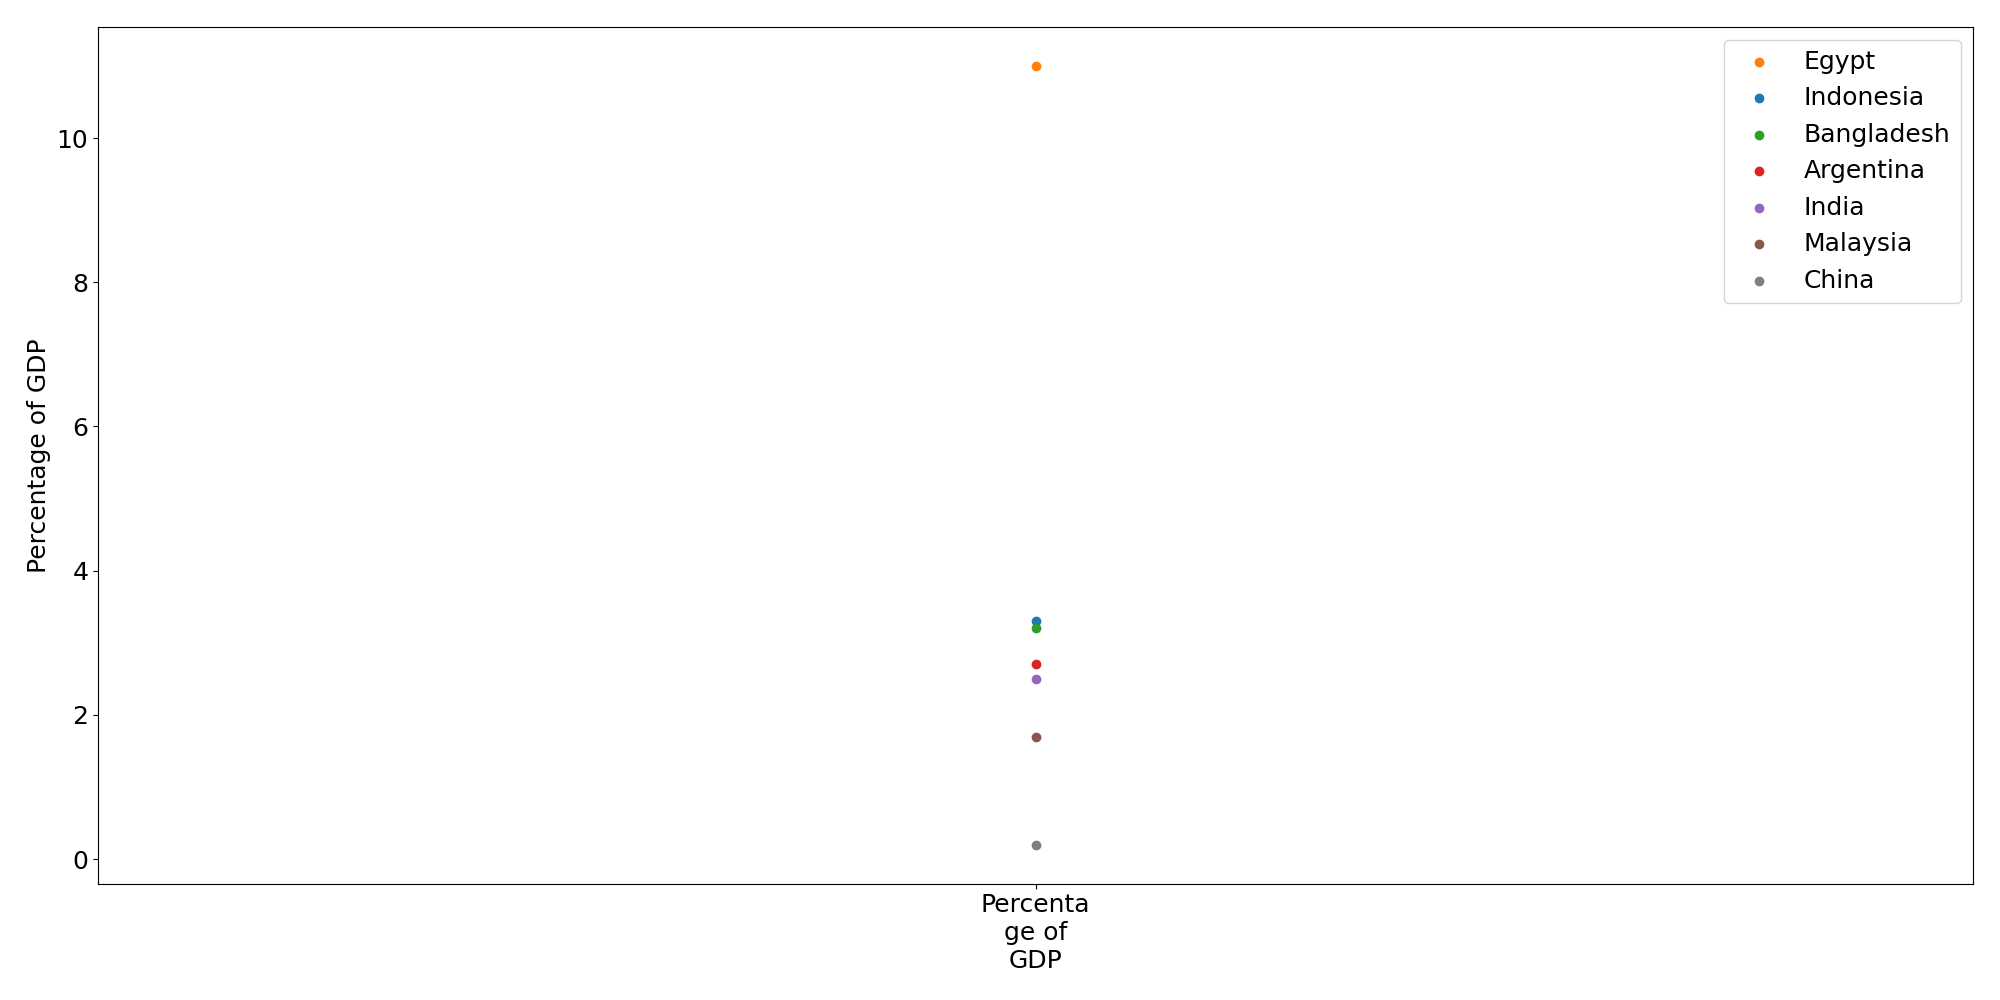 Egypt
Indonesia
Bangladesh
Argentina
India
Malaysia
China
Percentage of GDP
10
8
6
4
2
0
Percenta
ge of
GDP